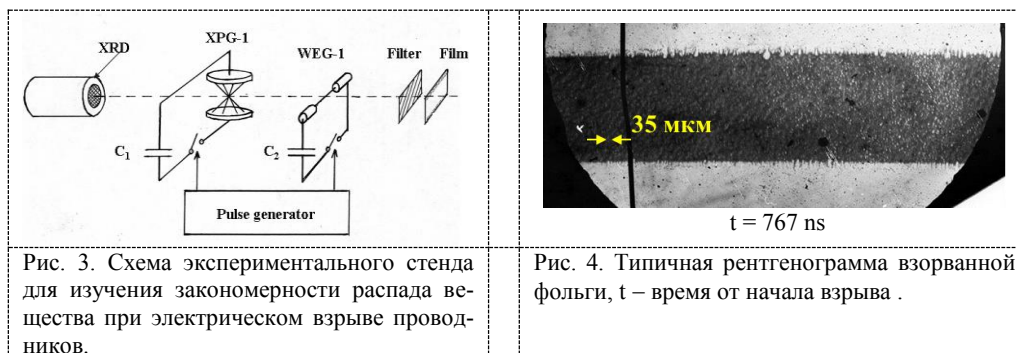 XRD
XPG-1
WEG-1
Filter
Film
C1
C2
Pulse generator
35 мкм
t = 767 ns
Рис. 3. Схема экспериментального стенда
для изучения закономерности распада ве-
щества при электрическом взрыве провод-
ников.
Рис. 4. Типичная рентгенограмма взорванной
фольги, t – время от начала взрыва .